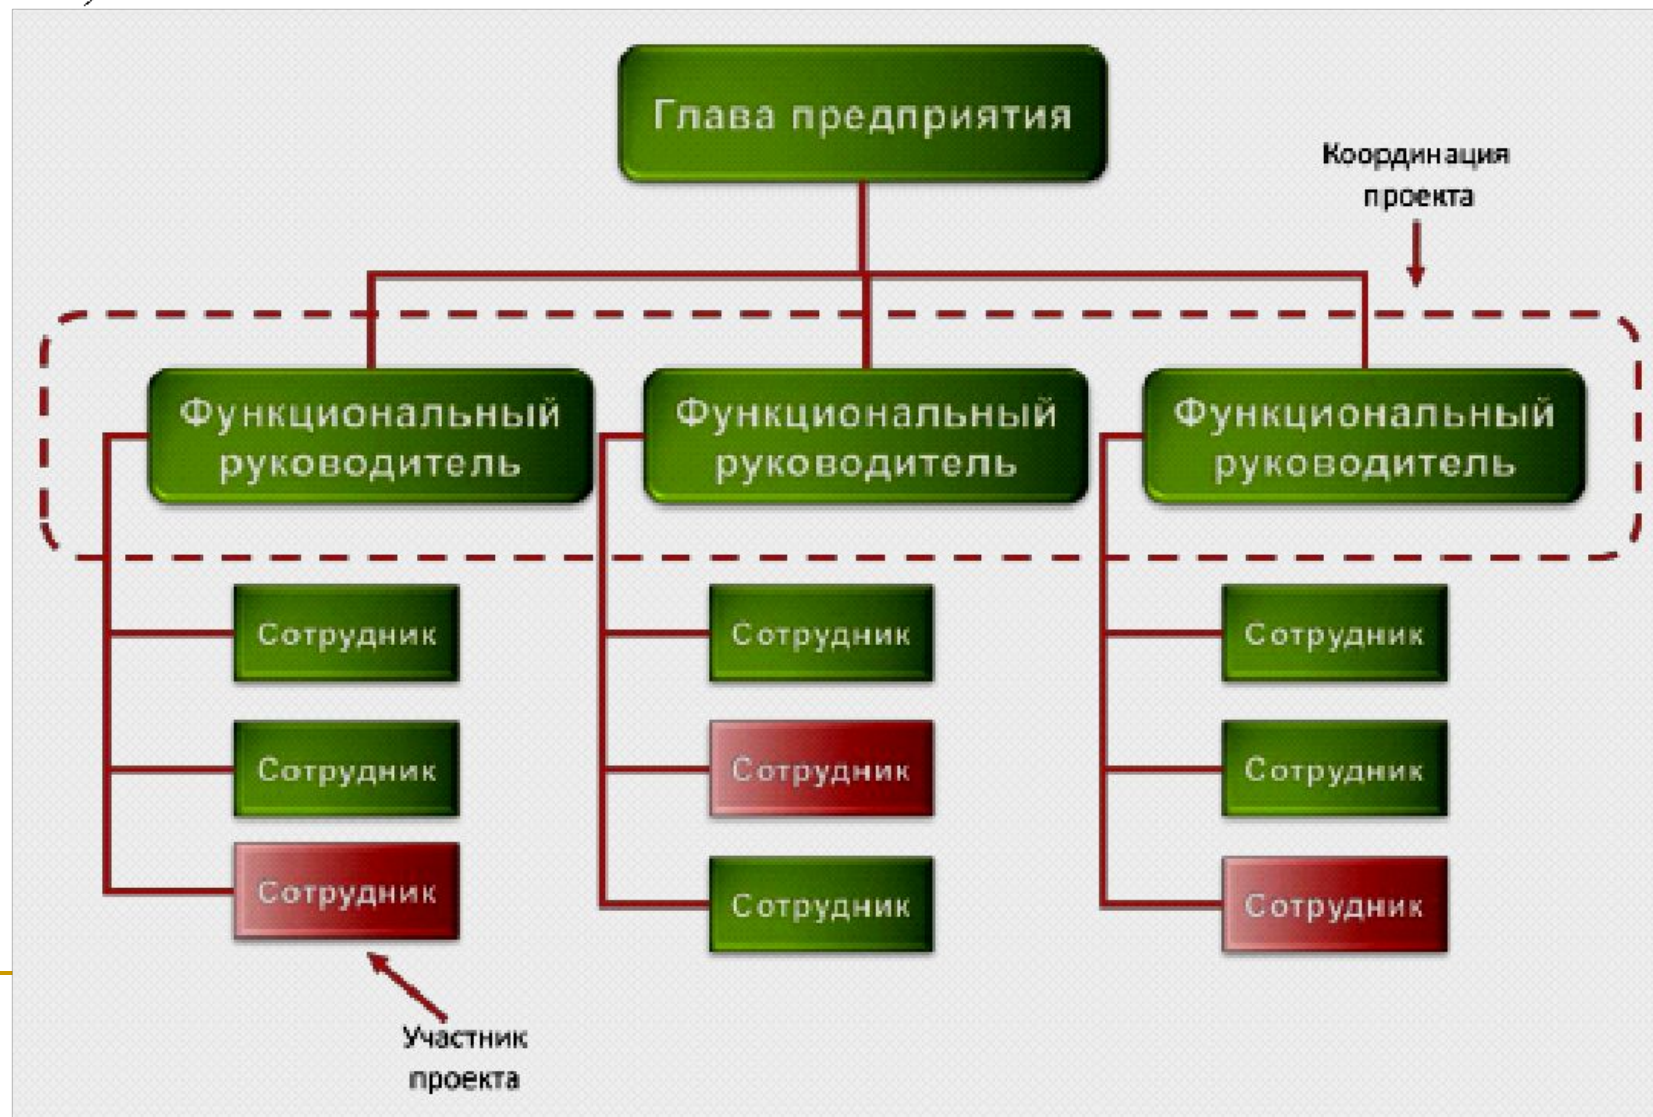 Глава предприятия
Координация
проекта
Функциональный
руководитель
Функциональный
руководитель
Функциональный
руководитель
Сотрудник
Сотрудник
Сотрудник
Сотрудник
Сотрудник
Сотрудник
Сотрудник
Сотрудник
Сотрудник
Участник
проекта